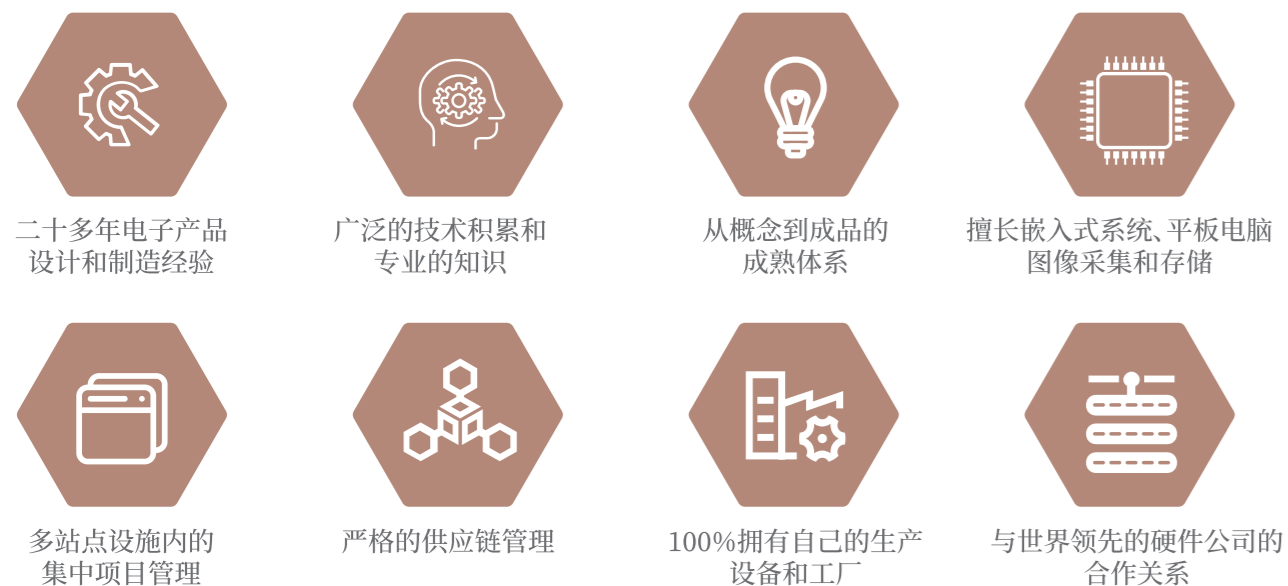 二十多年电子产品
设计和制造经验
广泛的技术积累和
专业的知识
从概念到成品的
成熟体系
擅长嵌入式系统、平板电脑
图像采集和存储
多站点设施内的
集中项目管理
严格的供应链管理
100%拥有自己的生产
设备和工厂
与世界领先的硬件公司的
合作关系